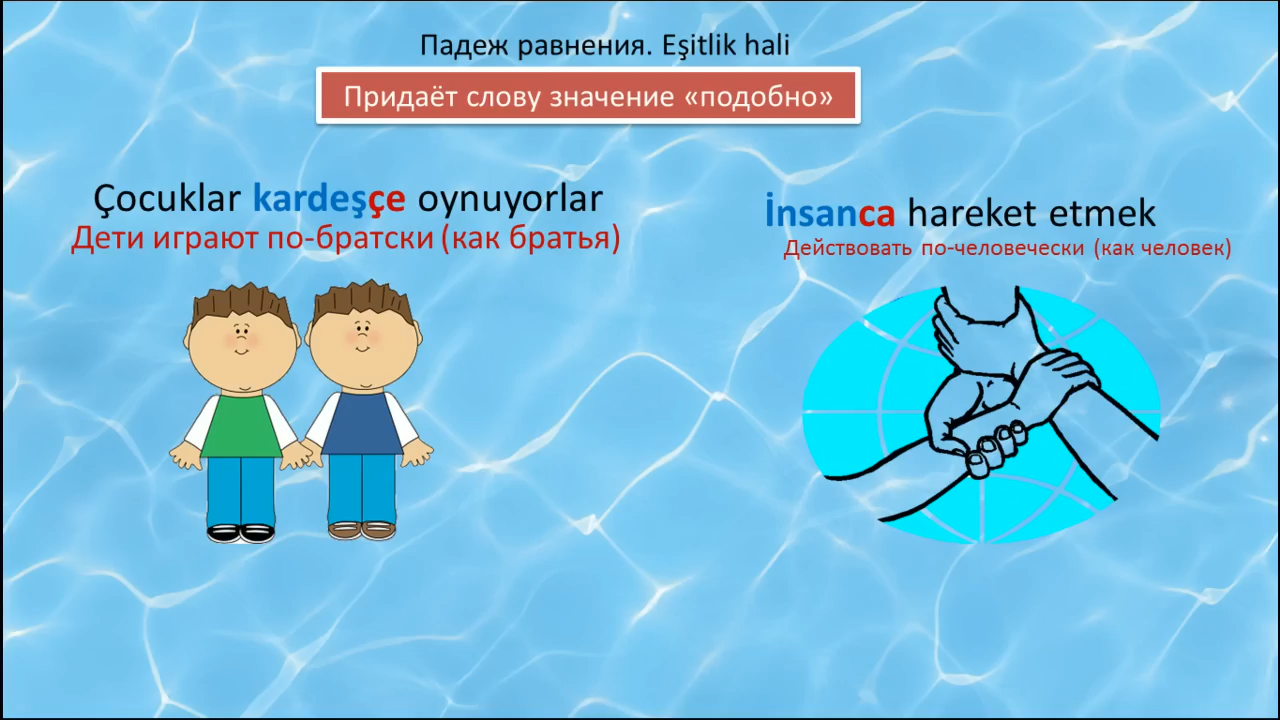 Падеж равнения. Eşitlik hali
Придаёт слову значение «подобно»
Çocuklar kardeşçe oynuyorlar
Дети играют по-братски (как братья)
İnsanca hareket etmek
Действовать по-человечески (как человек)